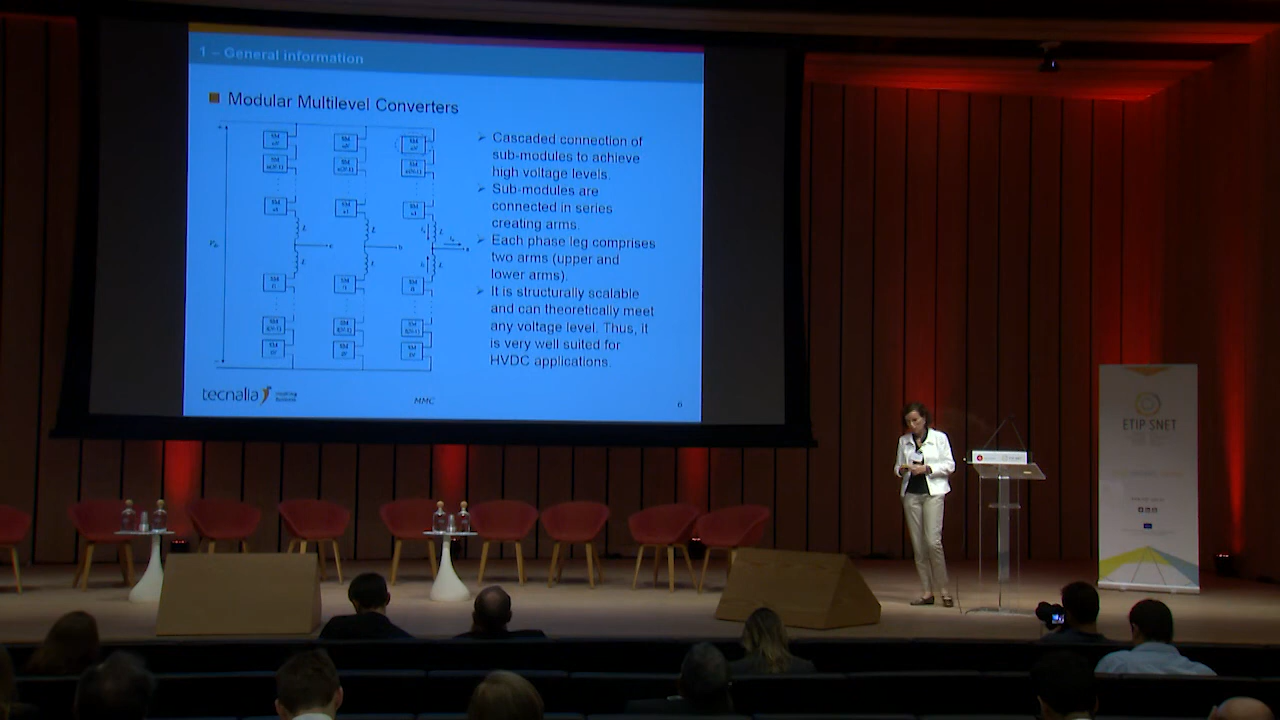 1 – General information
Modular Multilevel Converters
Cascaded connection of
sub-modules to achieve
high voltage levels.
Sub-modules are
connected in series
creating arms.
Each phase leg comprises
two arms (upper and
lower arms).
It is structurally scalable
and can theoretically meet
any voltage level. Thus, it
is very well suited for
HVDC applications.
tecnalia
MMC
6
ETIP SNET